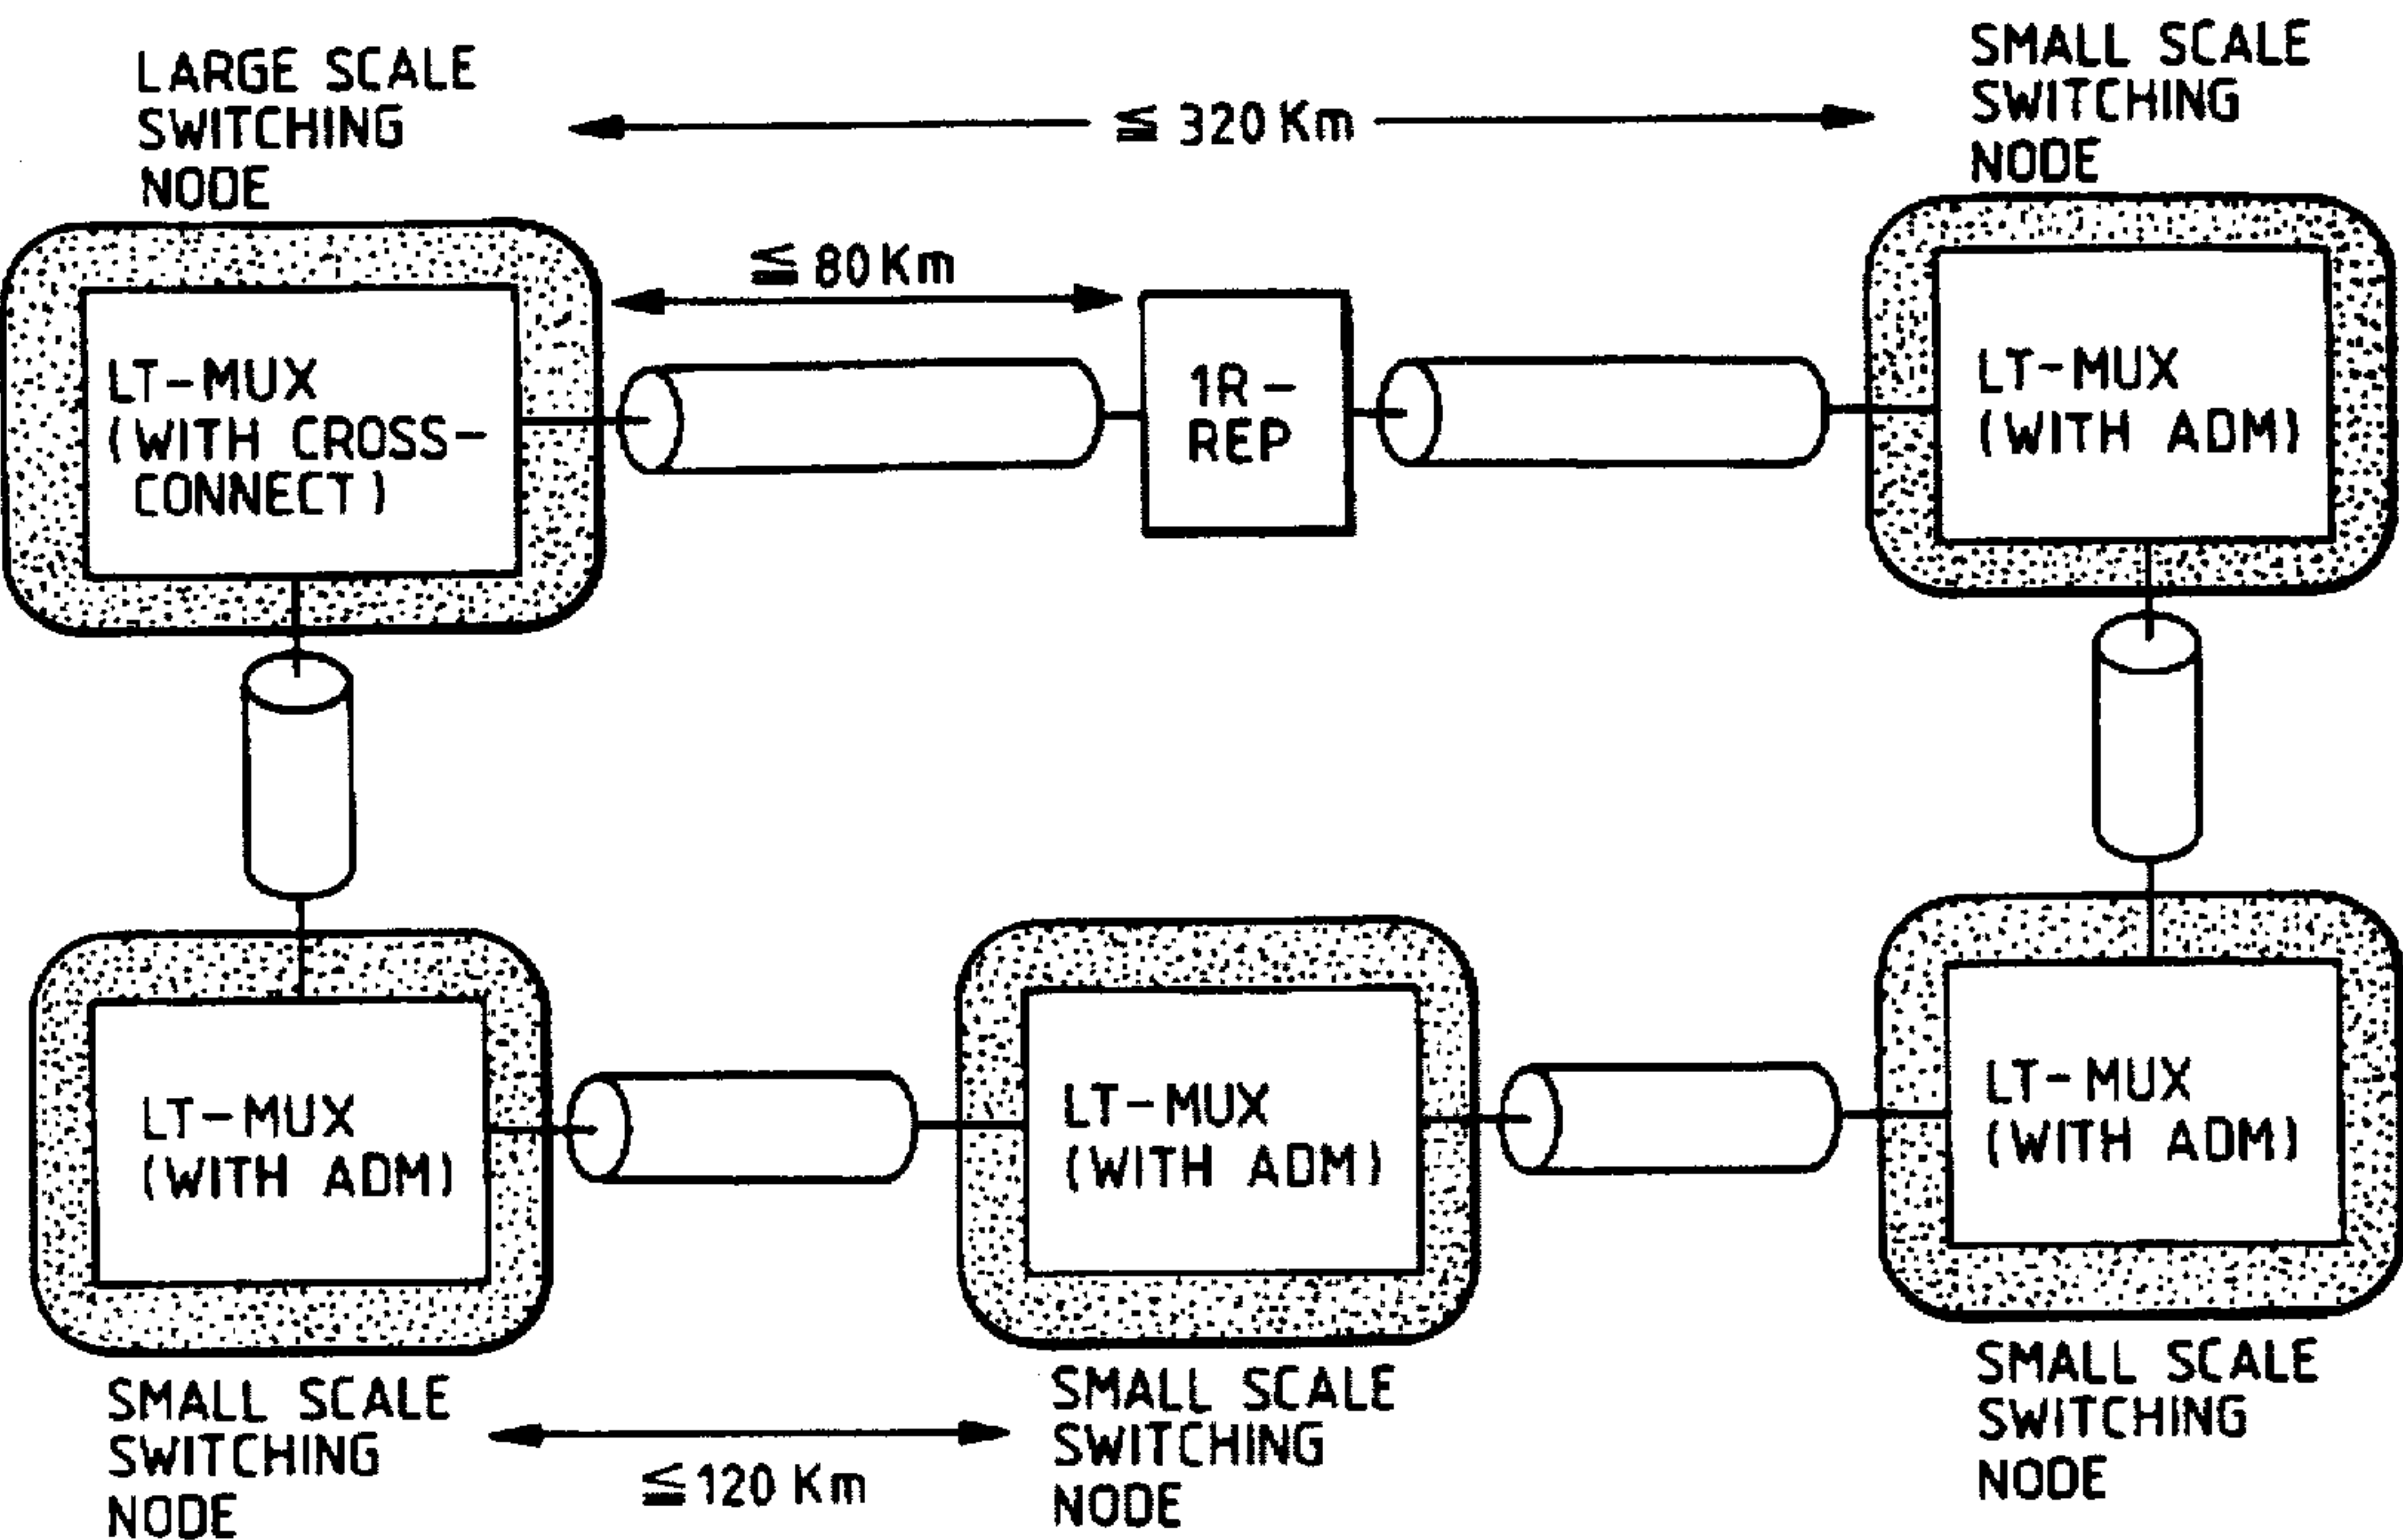 LARGE SCALE
SWITCHING
NODE
≦ 320 Km
SMALL SCALE
SWITCHING
NODE
≦ 80 Km
LT-MUX
(WITH CROSS-
CONNECT)
1R-
REP
LT-MUX
(WITH ADM)
LT-MUX
(WITH ADM)
LT-MUX
(WITH ADM)
LT-MUX
(WITH ADM)
SMALL SCALE
SWITCHING
NODE
≦ 120 Km
SMALL SCALE
SWITCHING
NODE
SMALL SCALE
SWITCHING
NODE